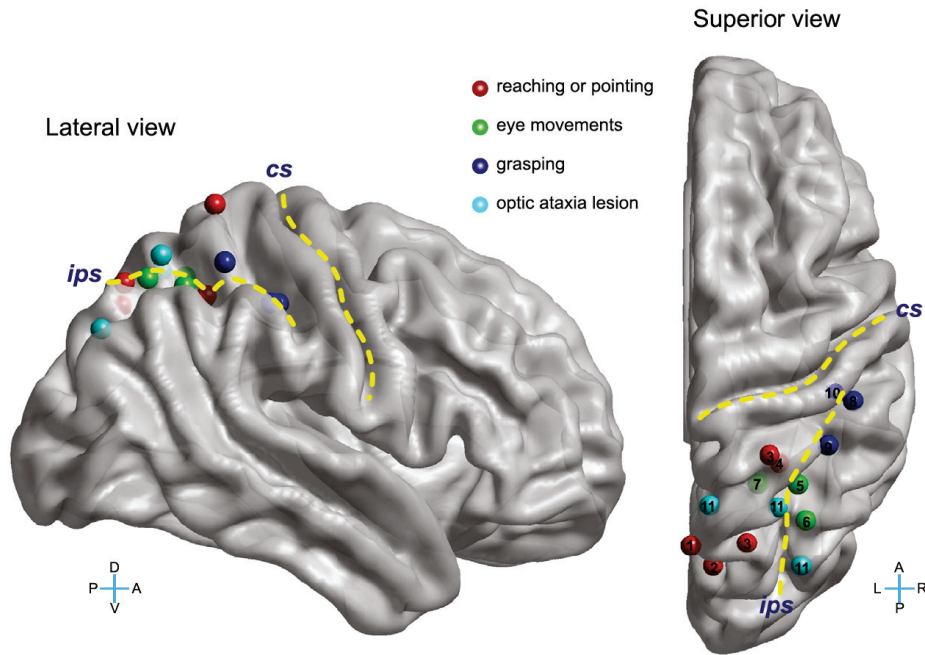 Superior view
reaching or pointing
Lateral view
eye movements
grasping
cs
optic ataxia lesion
ips
cs
10
8
9
3
4
7
5
11
11
6
1
3
2
11
D
P
A
V
A
L
R
P
ips